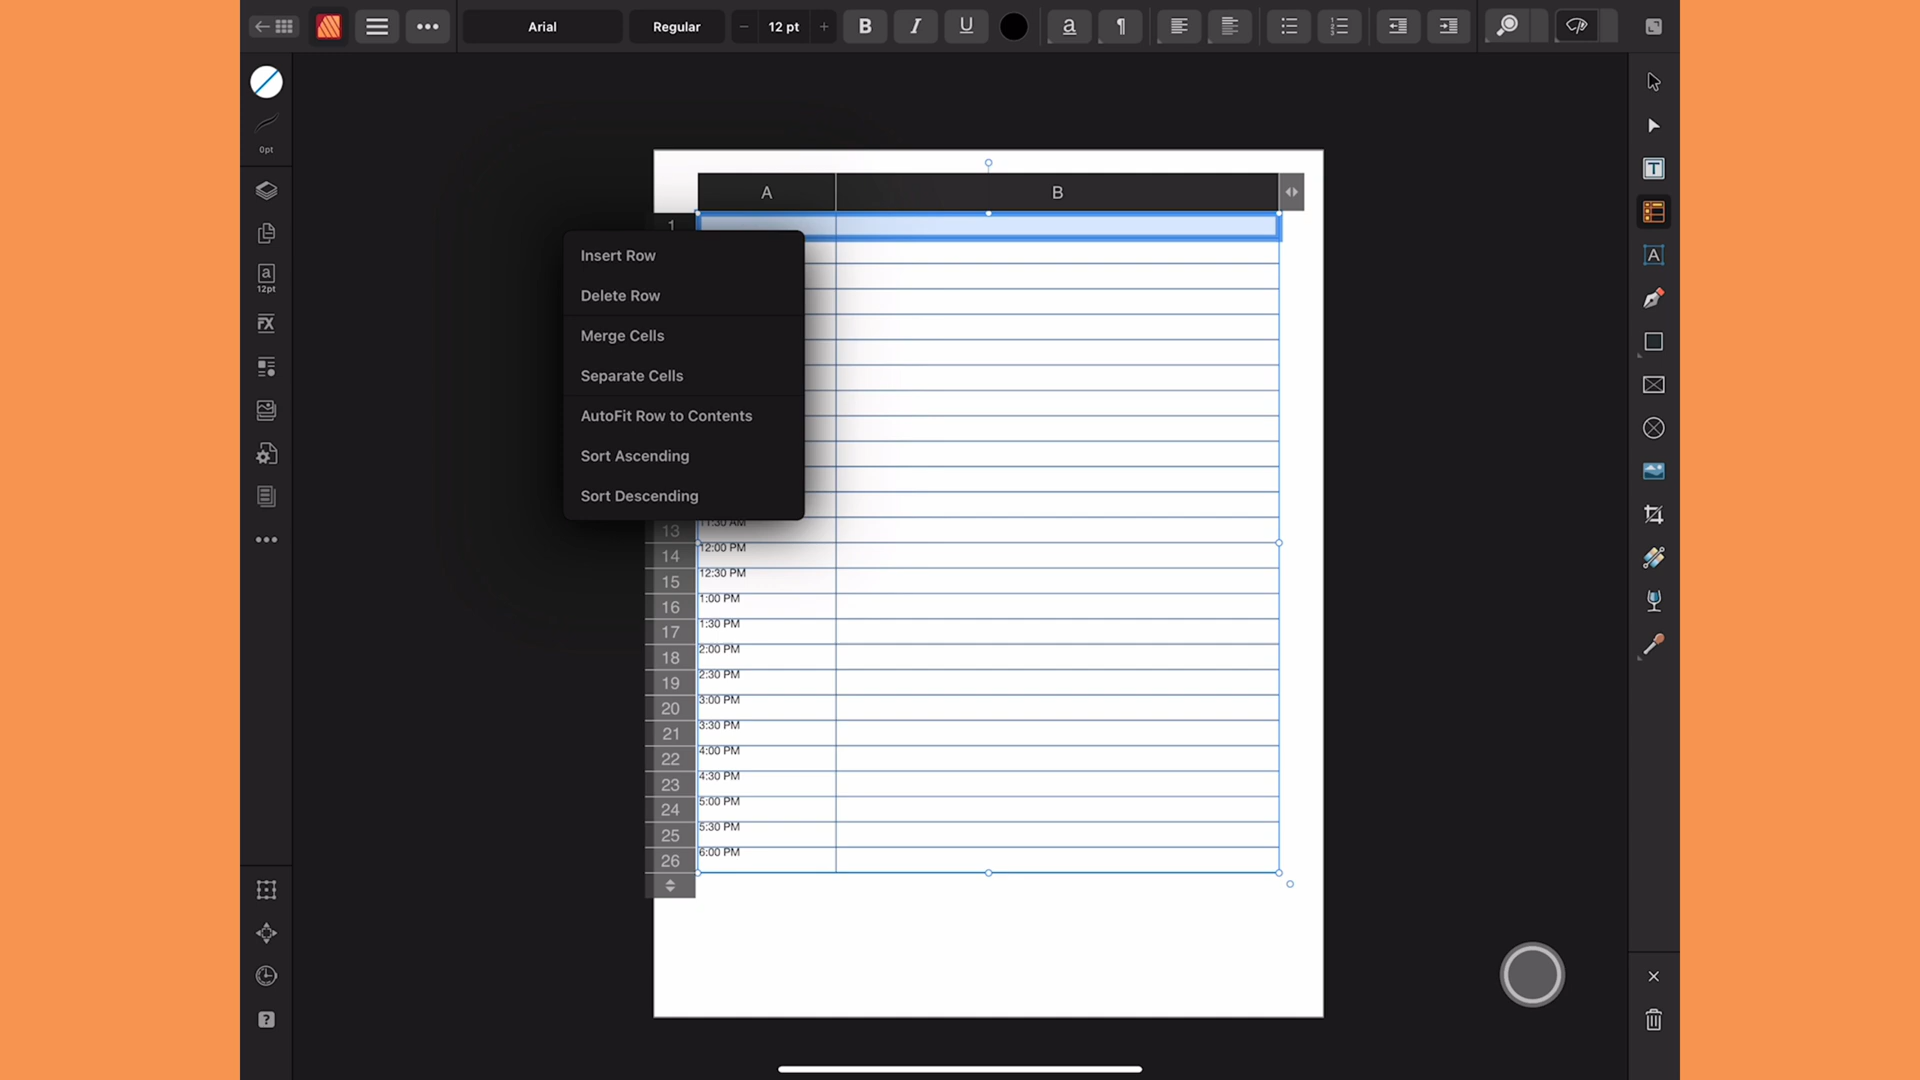 Arial Regular 12 pt B I U a ¶
0pt
A B
1
Insert Row
Delete Row
Merge Cells
Separate Cells
AutoFit Row to Contents
Sort Ascending
Sort Descending
a
12pt
FX
T
A
13 11:30 AM
14 12:00 PM
15 12:30 PM
16 1:00 PM
17 1:30 PM
18 2:00 PM
19 2:30 PM
20 3:00 PM
21 3:30 PM
22 4:00 PM
23 4:30 PM
24 5:00 PM
25 5:30 PM
26 6:00 PM
?